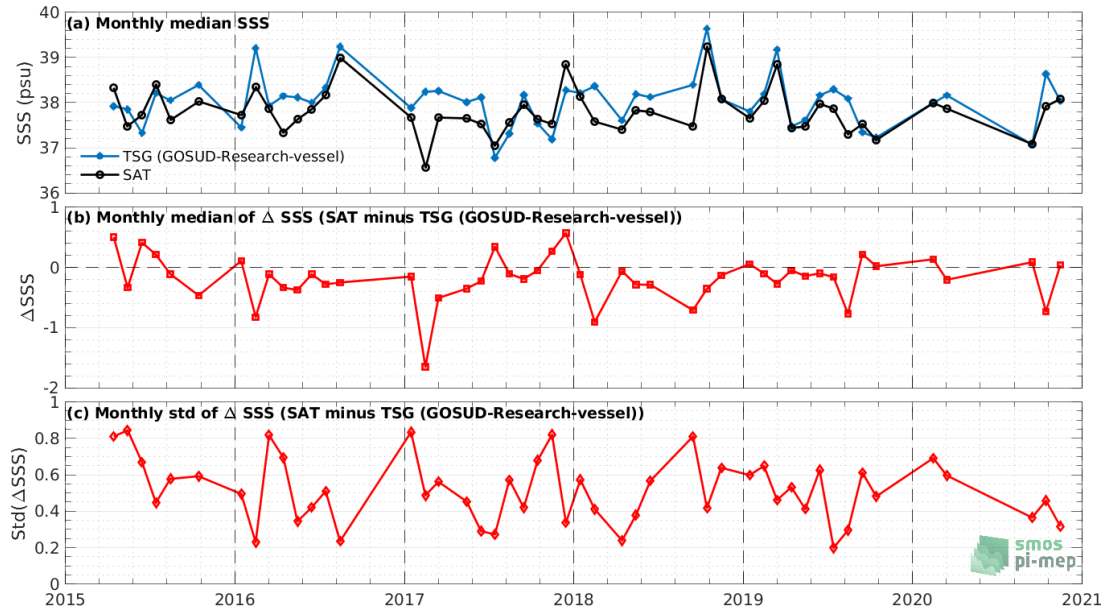 (a) Monthly median SSS
SSS (psu)
40
39
38
37
36
TSG (GOSUD-Research-vessel)
SAT
(b) Monthly median of Δ SSS (SAT minus TSG (GOSUD-Research-vessel))
ΔSSS
1
0
-1
-2
(c) Monthly std of Δ SSS (SAT minus TSG (GOSUD-Research-vessel))
Std(ΔSSS)
1
0.8
0.6
0.4
0.2
0
smos
pi-mep
2015 2016 2017 2018 2019 2020 2021